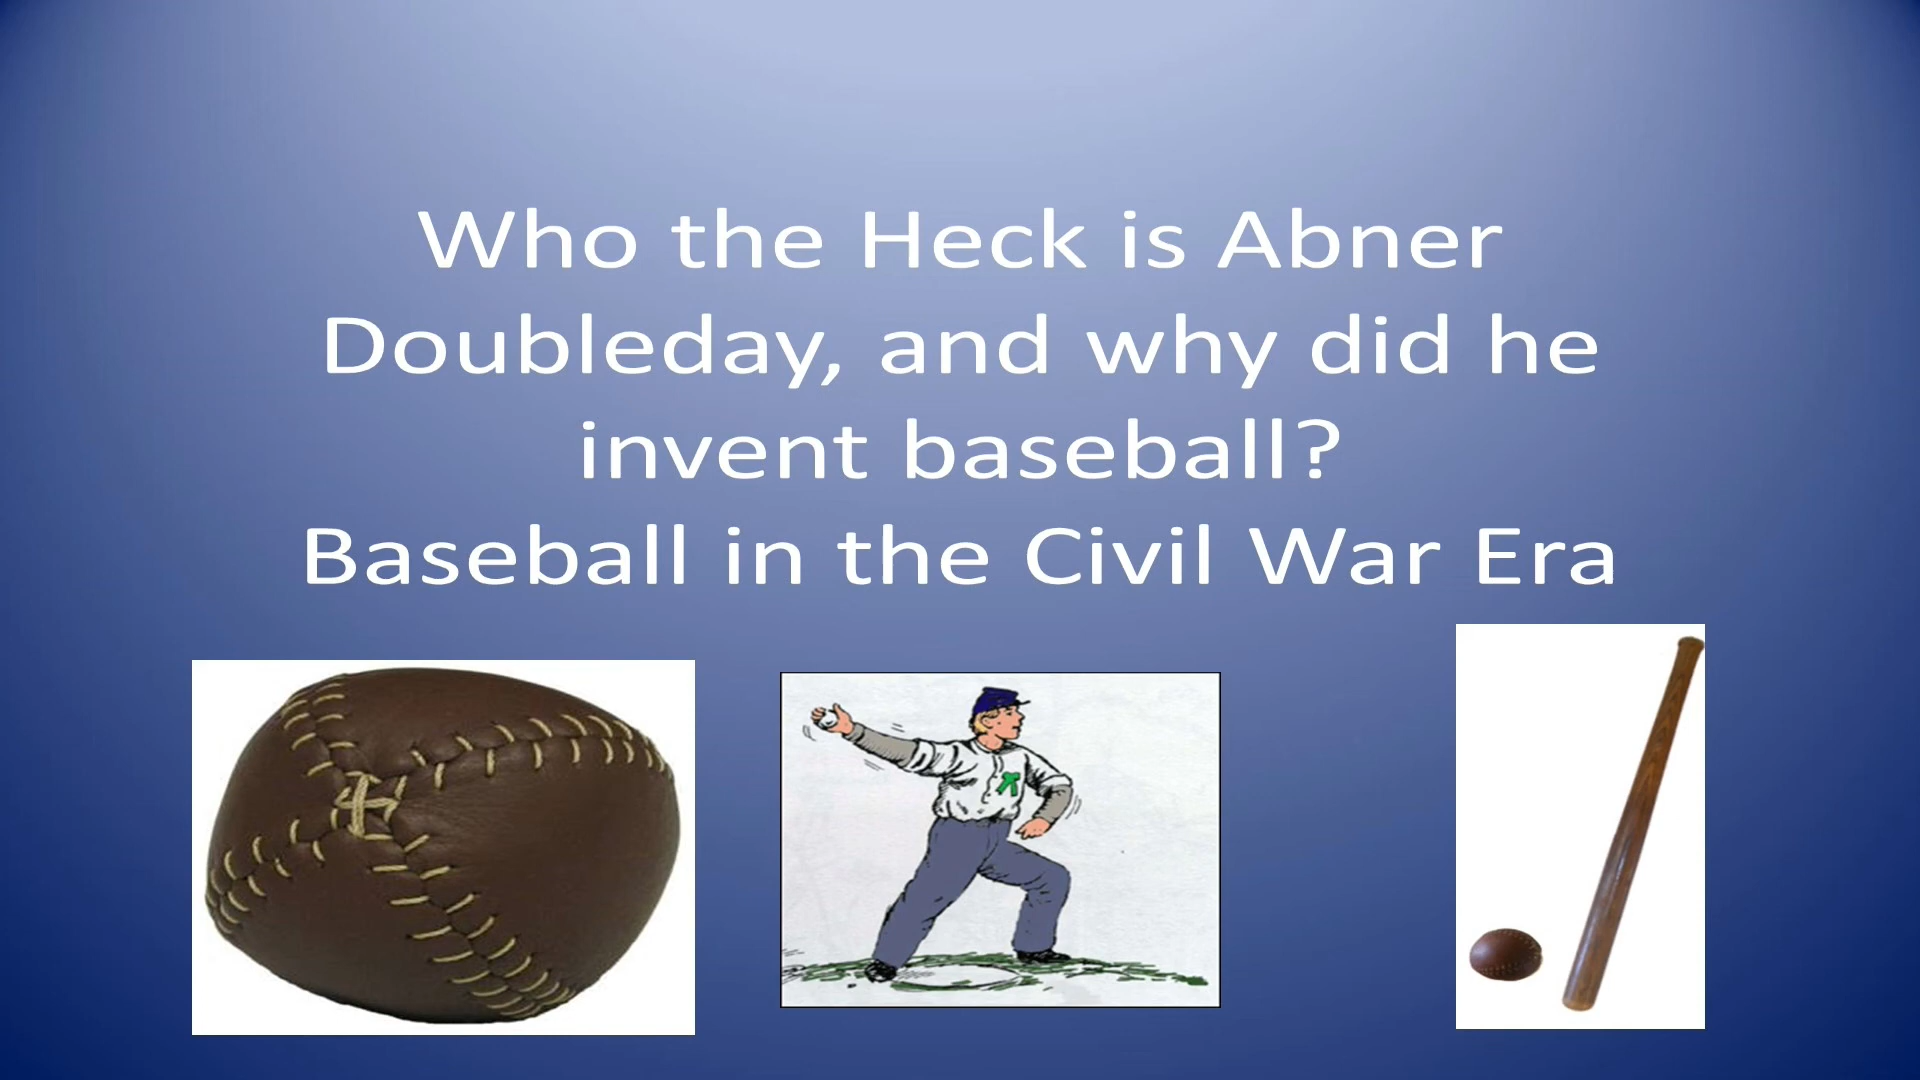 Who the Heck is Abner
Doubleday, and why did he
invent baseball?
Baseball in the Civil War Era